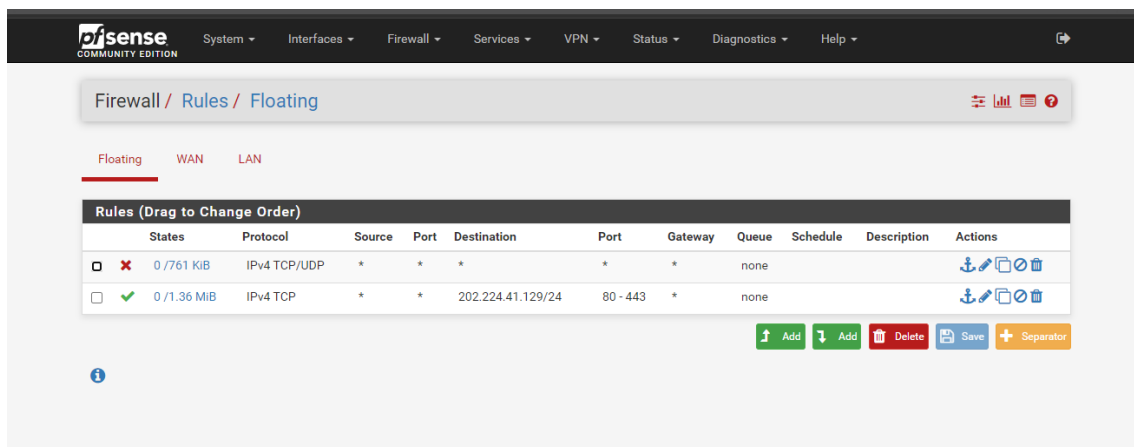 pfsense
COMMUNITY EDITION
System Interfaces Firewall Services VPN Status Diagnostics Help
Firewall / Rules / Floating
Floating WAN LAN
Rules (Drag to Change Order)
States Protocol Source Port Destination Port Gateway Queue Schedule Description Actions
0 /761 KiB IPv4 TCP/UDP * * * * * none
0 /1.36 MiB IPv4 TCP * * 202.224.41.129/24 80 - 443 * none
Add Add Delete Save Separator